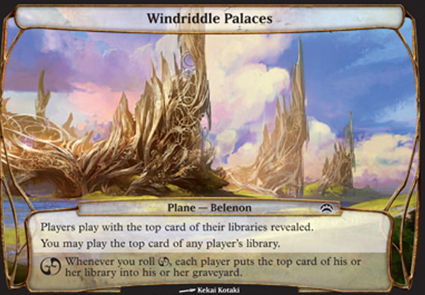 Windriddle Palaces
Plane — Belenon
Players play with the top card of their libraries revealed.
You may play the top card of any player's library.
Whenever you roll , each player puts the top card of his or
her library into his or her graveyard.
Kekai Kotaki